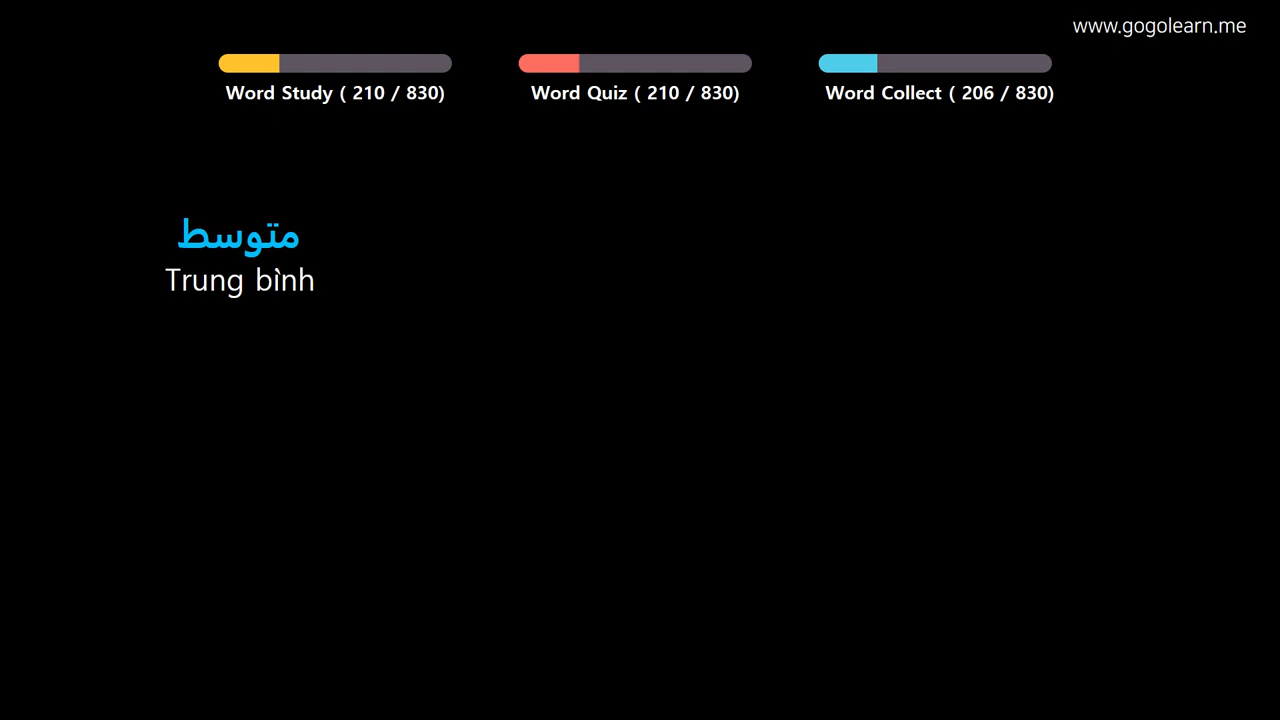 www.gogolearn.me
Word Study ( 210 / 830)
Word Quiz ( 210 / 830)
Word Collect ( 206 / 830)
متوسط
Trung bình